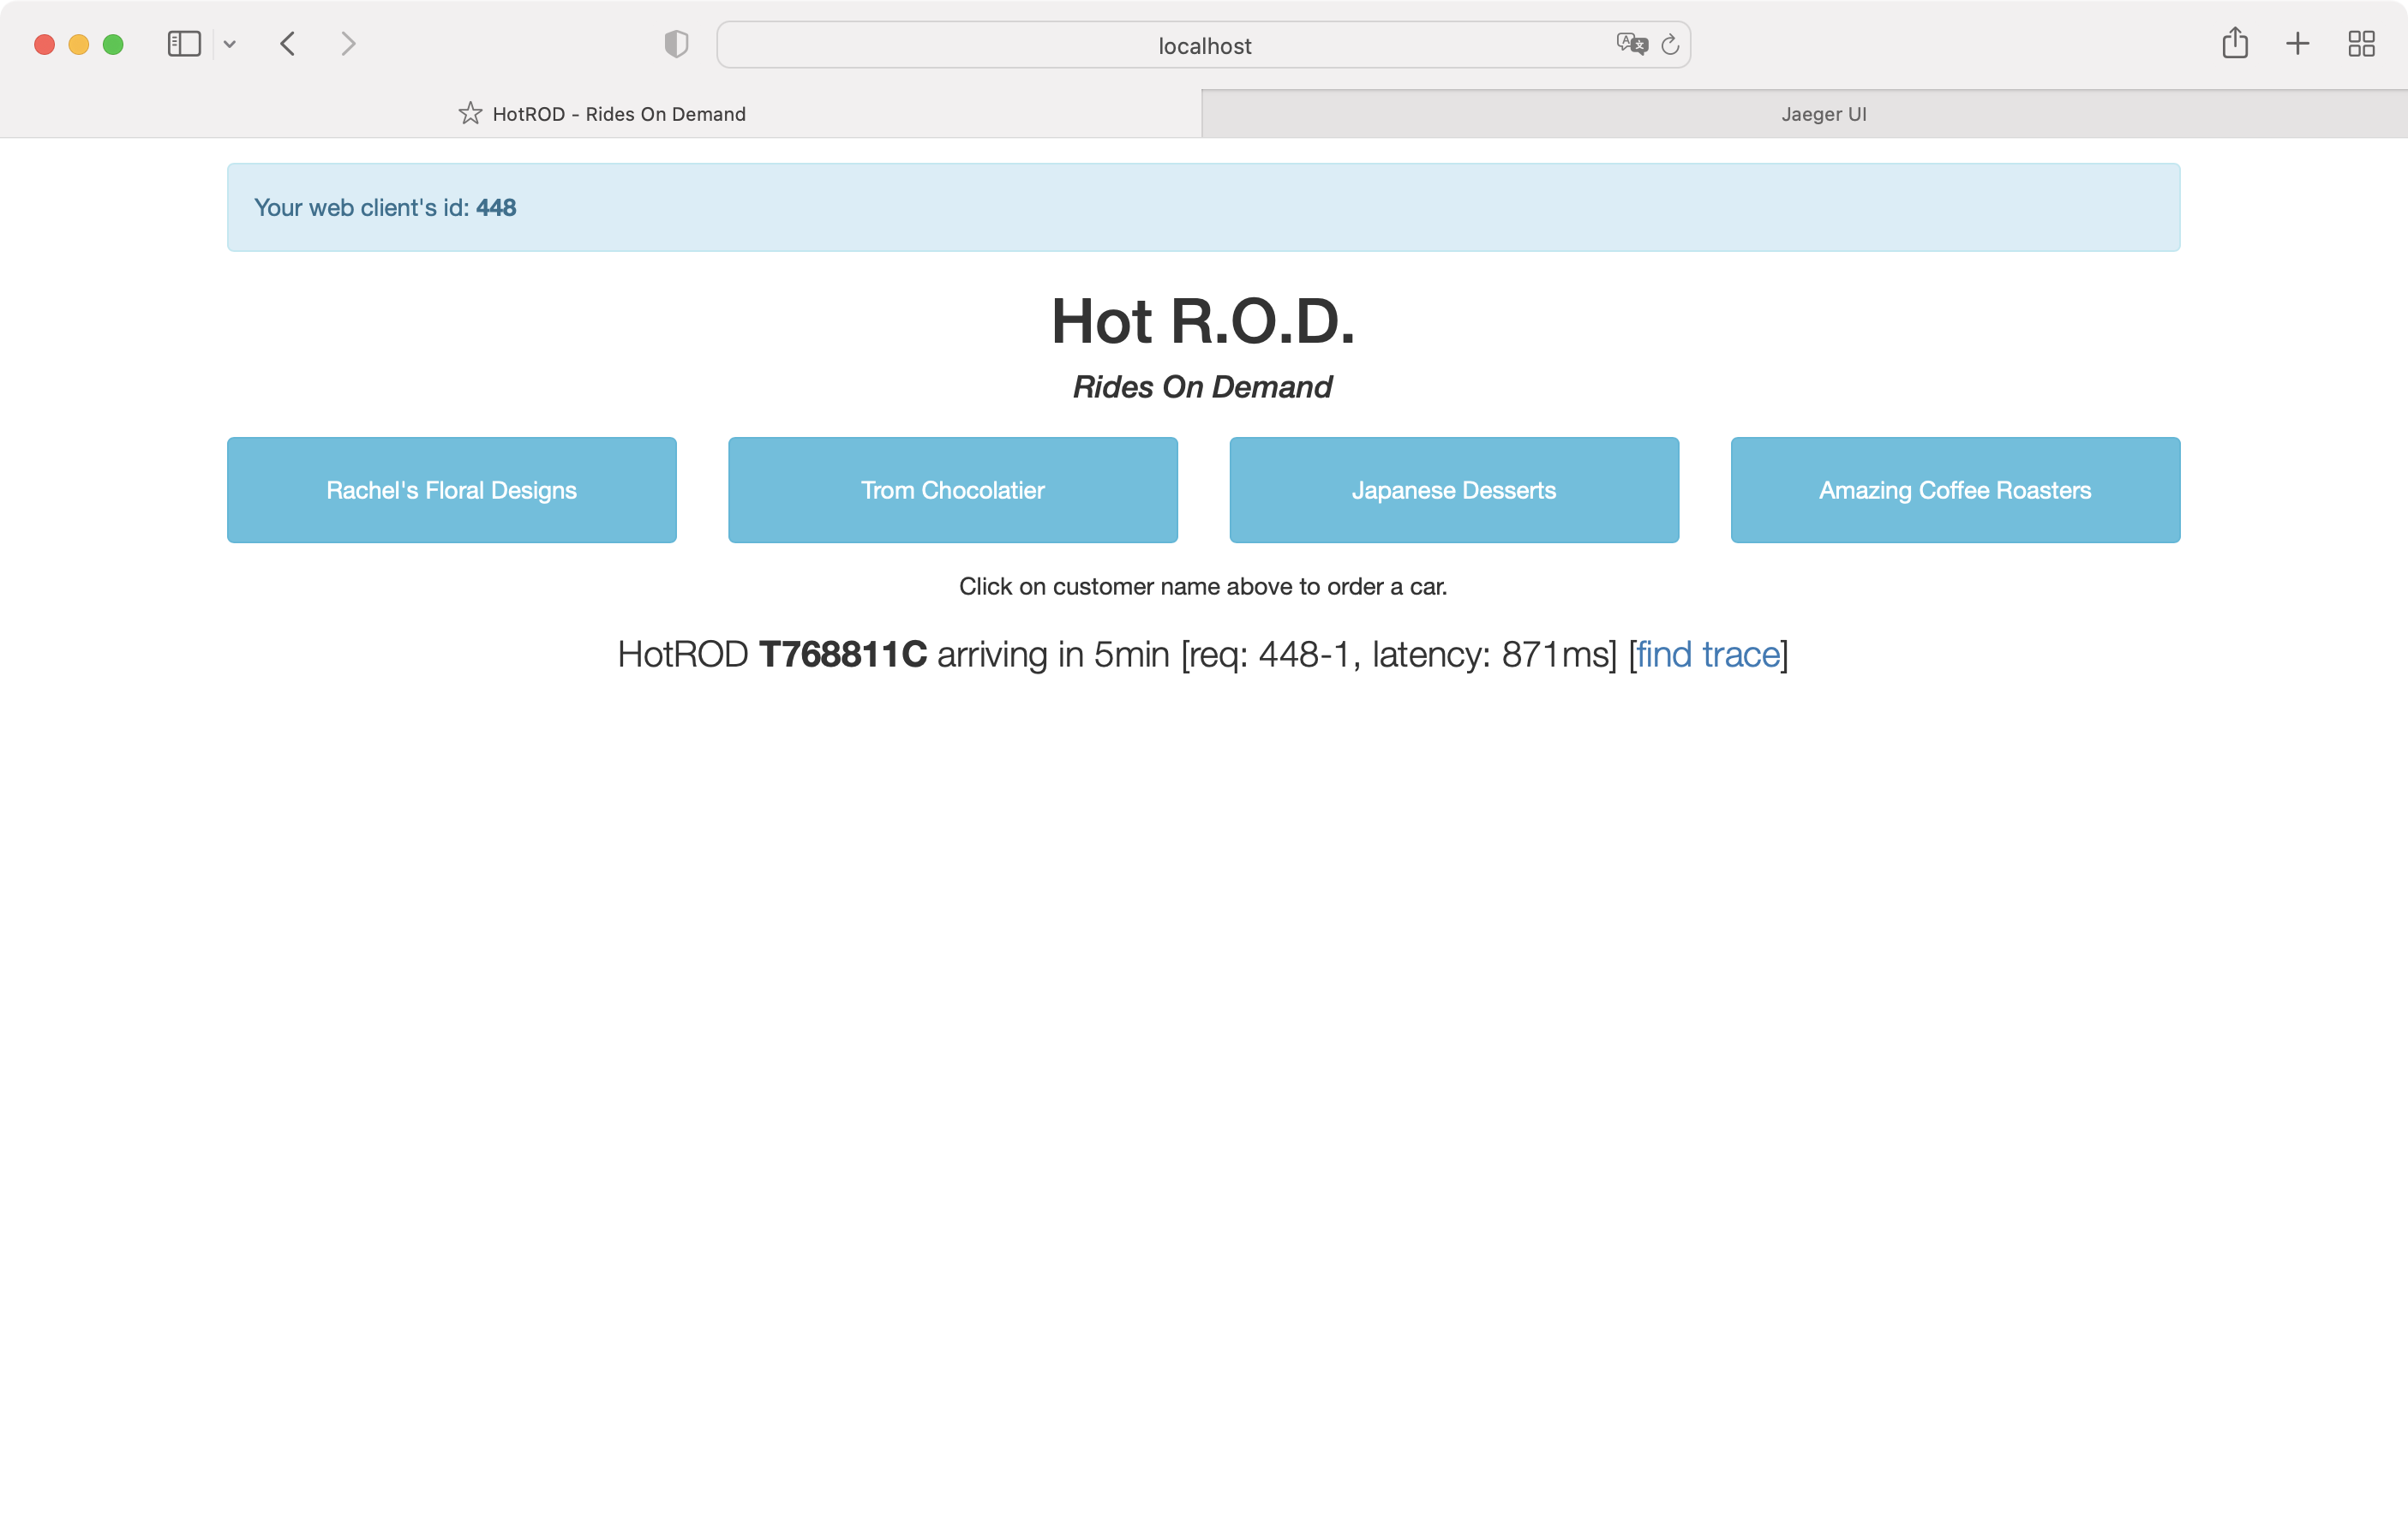 localhost
HotROD - Rides On Demand
Jaeger UI
Your web client's id: 448
Hot R.O.D.
Rides On Demand
Rachel's Floral Designs
Trom Chocolatier
Japanese Desserts
Amazing Coffee Roasters
Click on customer name above to order a car.
HotROD T768811C arriving in 5min [req: 448-1, latency: 871ms] [find trace]